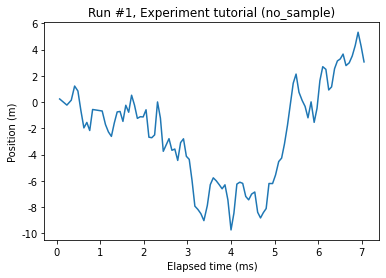 Run #1, Experiment tutorial (no_sample)
Position (m)
6
4
2
0
-2
-4
-6
-8
-10
0 1 2 3 4 5 6 7
Elapsed time (ms)